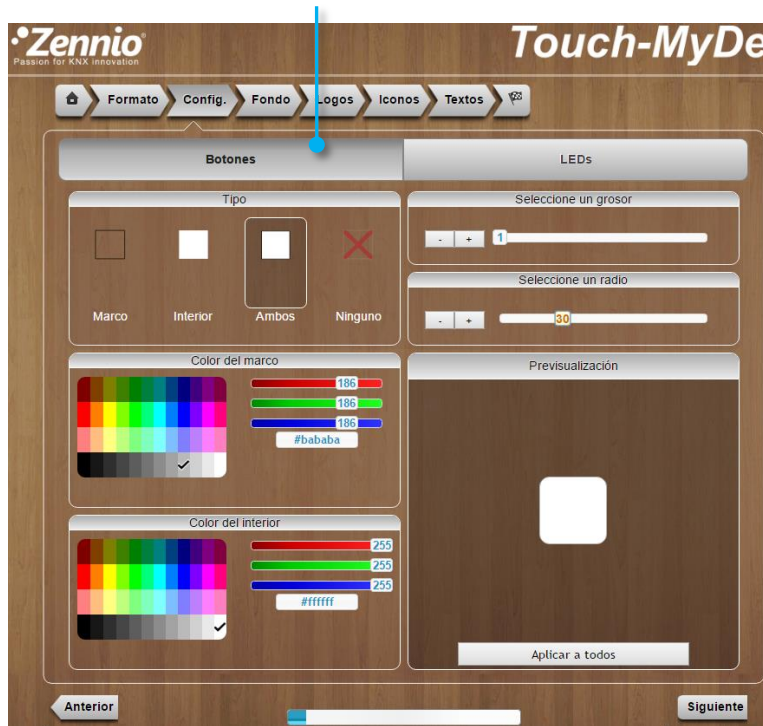 Zennio
Passion for KNX innovation
Touch-MyDe
Formato Config. Fondo Logos Iconos Textos
Botones LEDs
Tipo
Marco Interior Ambos Ninguno
Seleccione un grosor
- + 1
Seleccione un radio
- + 30
Color del marco
186
186
186
#bababa
Previsualización
Color del interior
255
255
255
#ffffff
Aplicar a todos
Anterior Siguiente